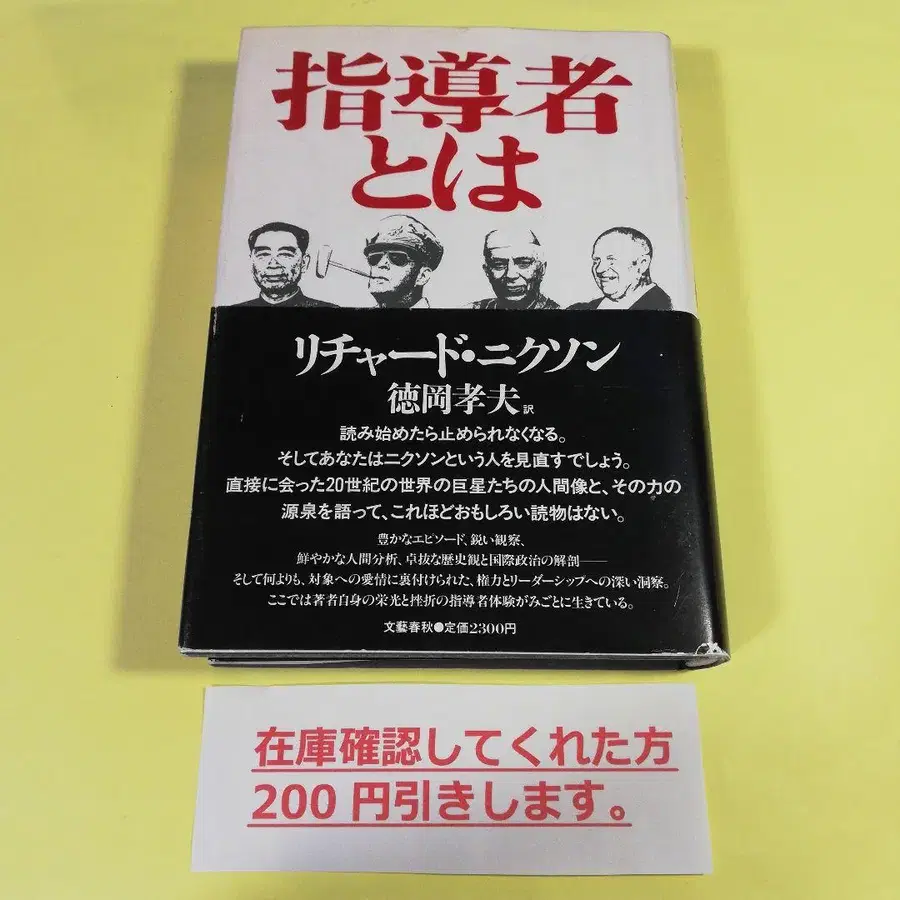 指導者
とは
リチャード・ニクソン
徳岡孝夫 訳
読み始めたら止められなくなる。
そしてあなたはニクソンという人を見直すでしょう。
直接に会った20世紀の世界の巨星たちの人間像と、その力の
源泉を語って、これほどおもしろい読物はない。
豊かなエピソード、鋭い観察、
鮮やかな人間分析、卓抜な歴史観と国際政治の解剖──
そして何よりも、対象への愛情に裏付けられた、権力とリーダーシップへの深い洞察。
ここでは著者自身の栄光と挫折の指導者体験がみごとに生きている。
文藝春秋●定価2300円
在庫確認してくれた方
200 円引きします。